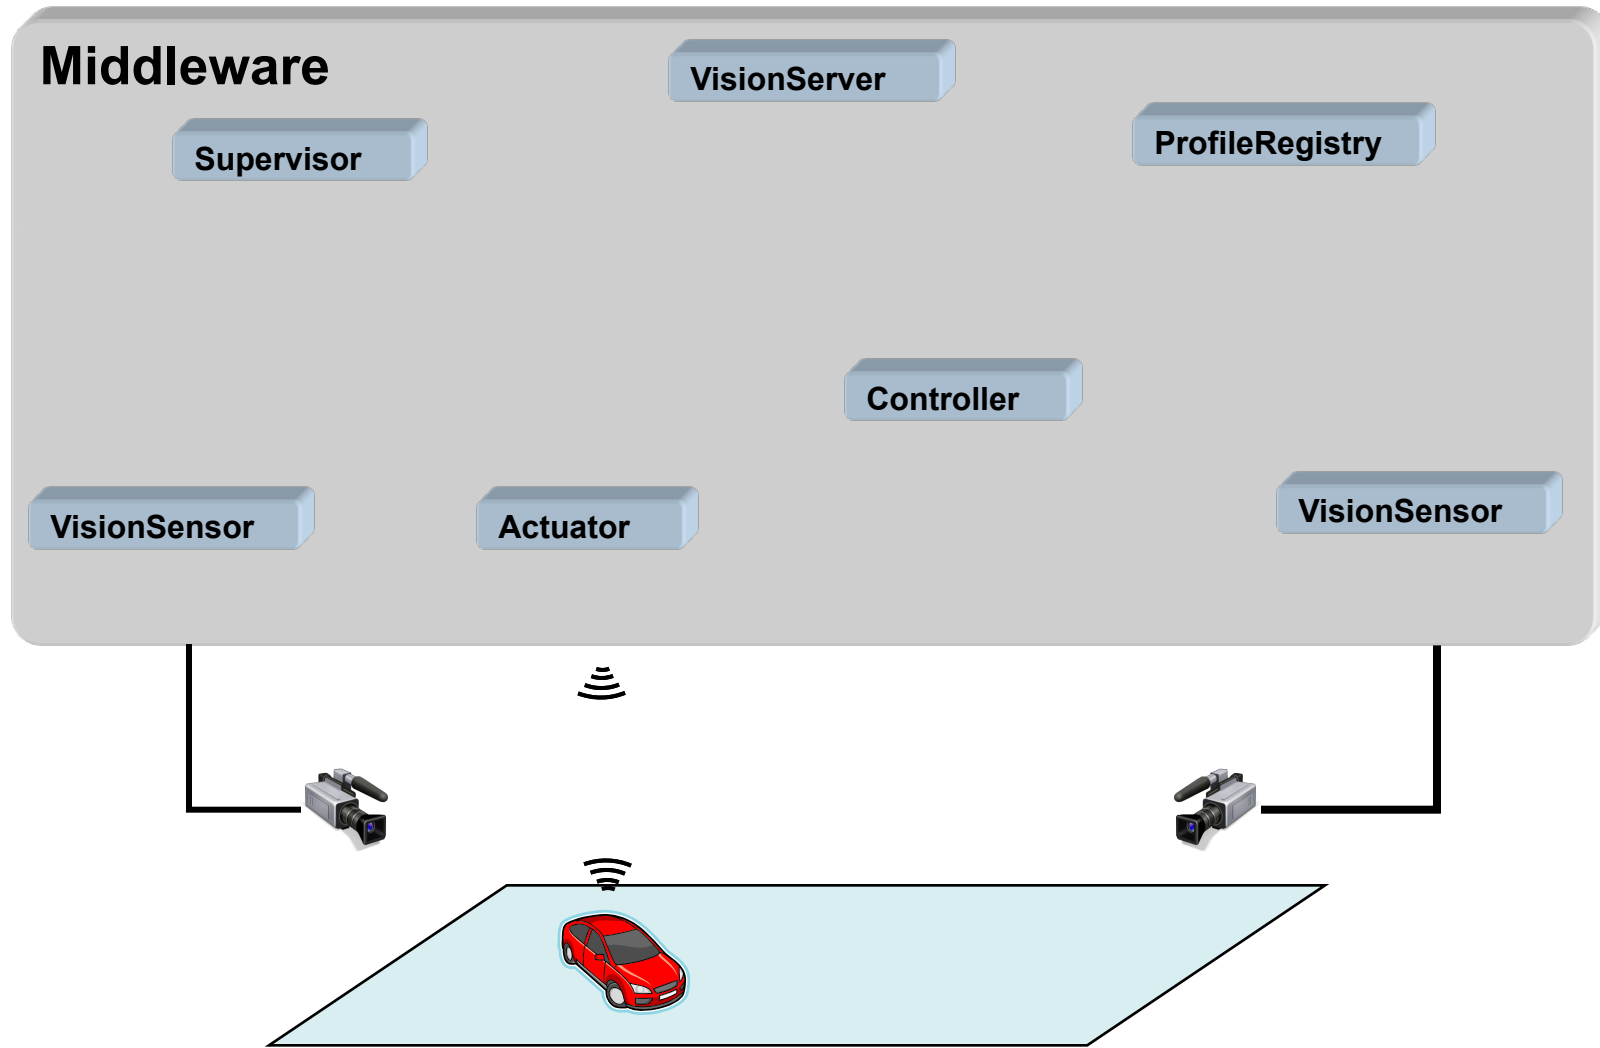 Middleware
VisionServer
ProfileRegistry
Supervisor
Controller
VisionSensor
Actuator
VisionSensor